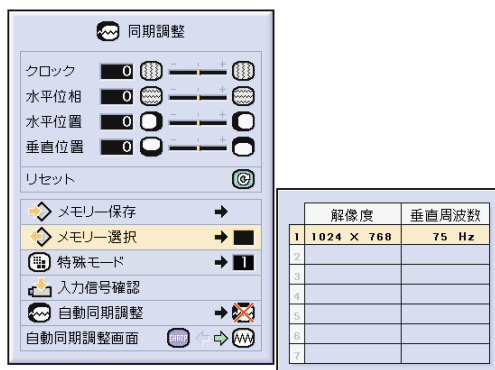 同期調整
クロック 0 − +
水平位相 0 − +
水平位置 0 − +
垂直位置 0 − +
リセット
メモリー保存
メモリー選択
特殊モード 1
入力信号確認
自動同期調整
自動同期調整画面 SHARP
解像度 垂直周波数
1 1024 × 768 75 Hz
2
3
4
5
6
7